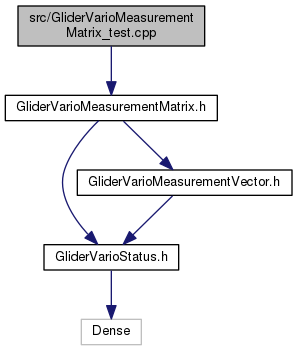 src/GliderVarioMeasurement
Matrix_test.cpp
GliderVarioMeasurementMatrix.h
GliderVarioMeasurementVector.h
GliderVarioStatus.h
Dense